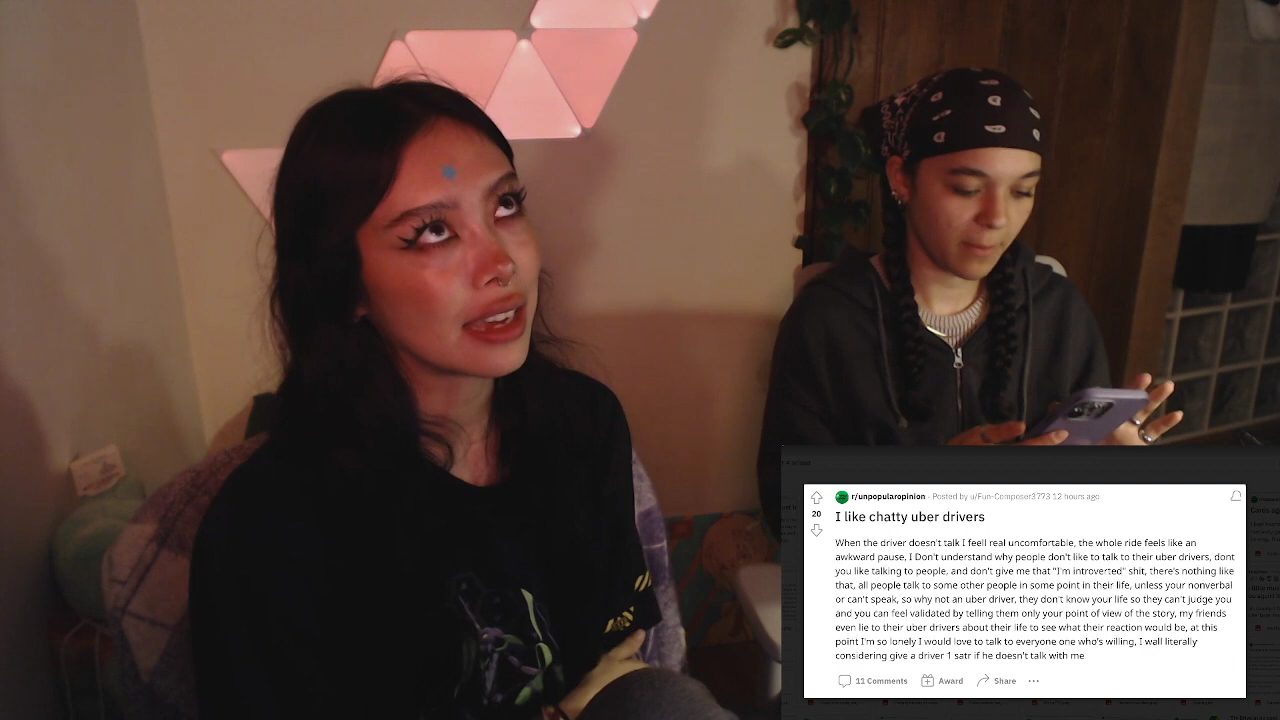 r/unpopularopinion · Posted by u/Fun-Composer3773 12 hours ago
20
I like chatty uber drivers
When the driver doesn't talk I feell real uncomfortable, the whole ride feels like an
awkward pause, I Don't understand why people don't like to talk to their uber drivers, dont
you like talking to people, and don't give me that "I'm introverted" shit, there's nothing like
that, all people talk to some other people in some point in their life, unless your nonverbal
or can't speak, so why not an uber driver, they don't know your life so they can't judge you
and you can feel validated by telling them only your point of view of the story, my friends
even lie to their uber drivers about their life to see what their reaction would be, at this
point I'm so lonely I would love to talk to everyone one who's willing, I wall literally
considering give a driver 1 satr if he doesn't talk with me
11 Comments Award Share ···